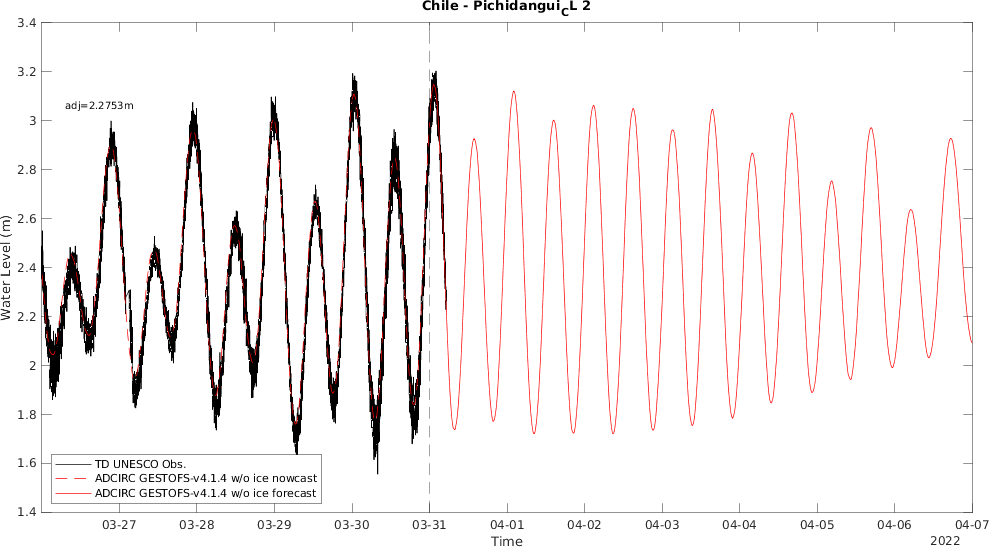 Chile - Pichidangui_CL 2
3.4
3.2
3
2.8
2.6
2.4
2.2
2
1.8
1.6
1.4
Water Level (m)
adj=2.2753m
TD UNESCO Obs.
ADCIRC GESTOFS-v4.1.4 w/o ice nowcast
ADCIRC GESTOFS-v4.1.4 w/o ice forecast
03-27 03-28 03-29 03-30 03-31 04-01 04-02 04-03 04-04 04-05 04-06 04-07
Time
2022